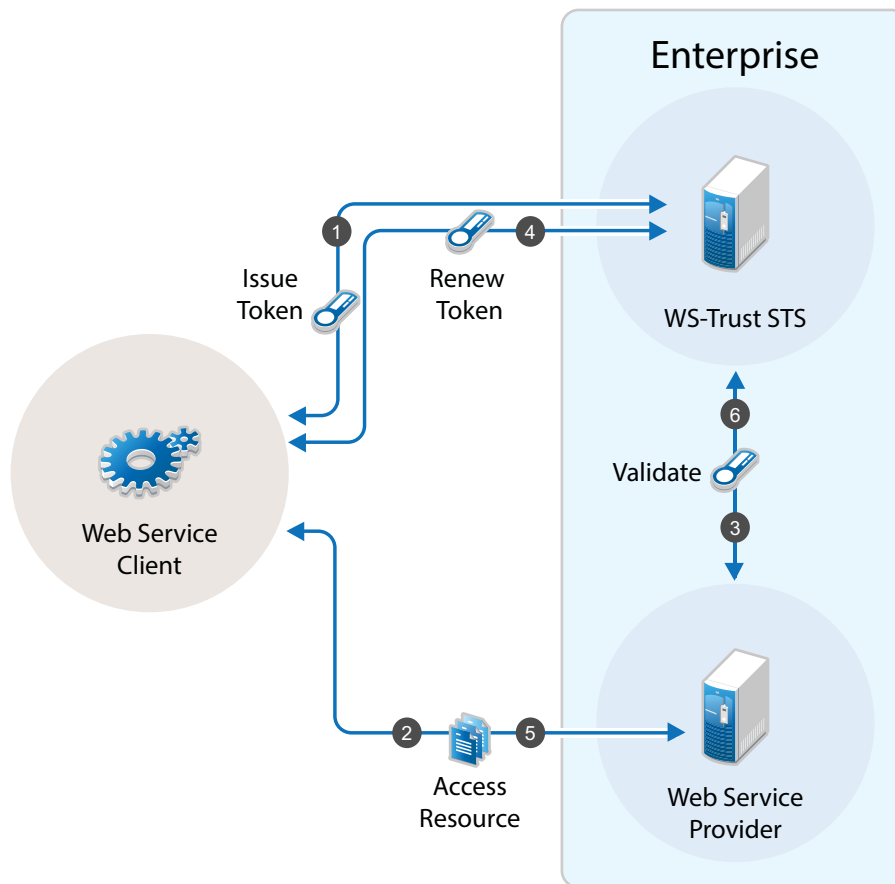 Enterprise
1
4
Issue
Token
Renew
Token
WS-Trust STS
6
Validate
3
Web Service
Client
2
5
Access
Resource
Web Service
Provider